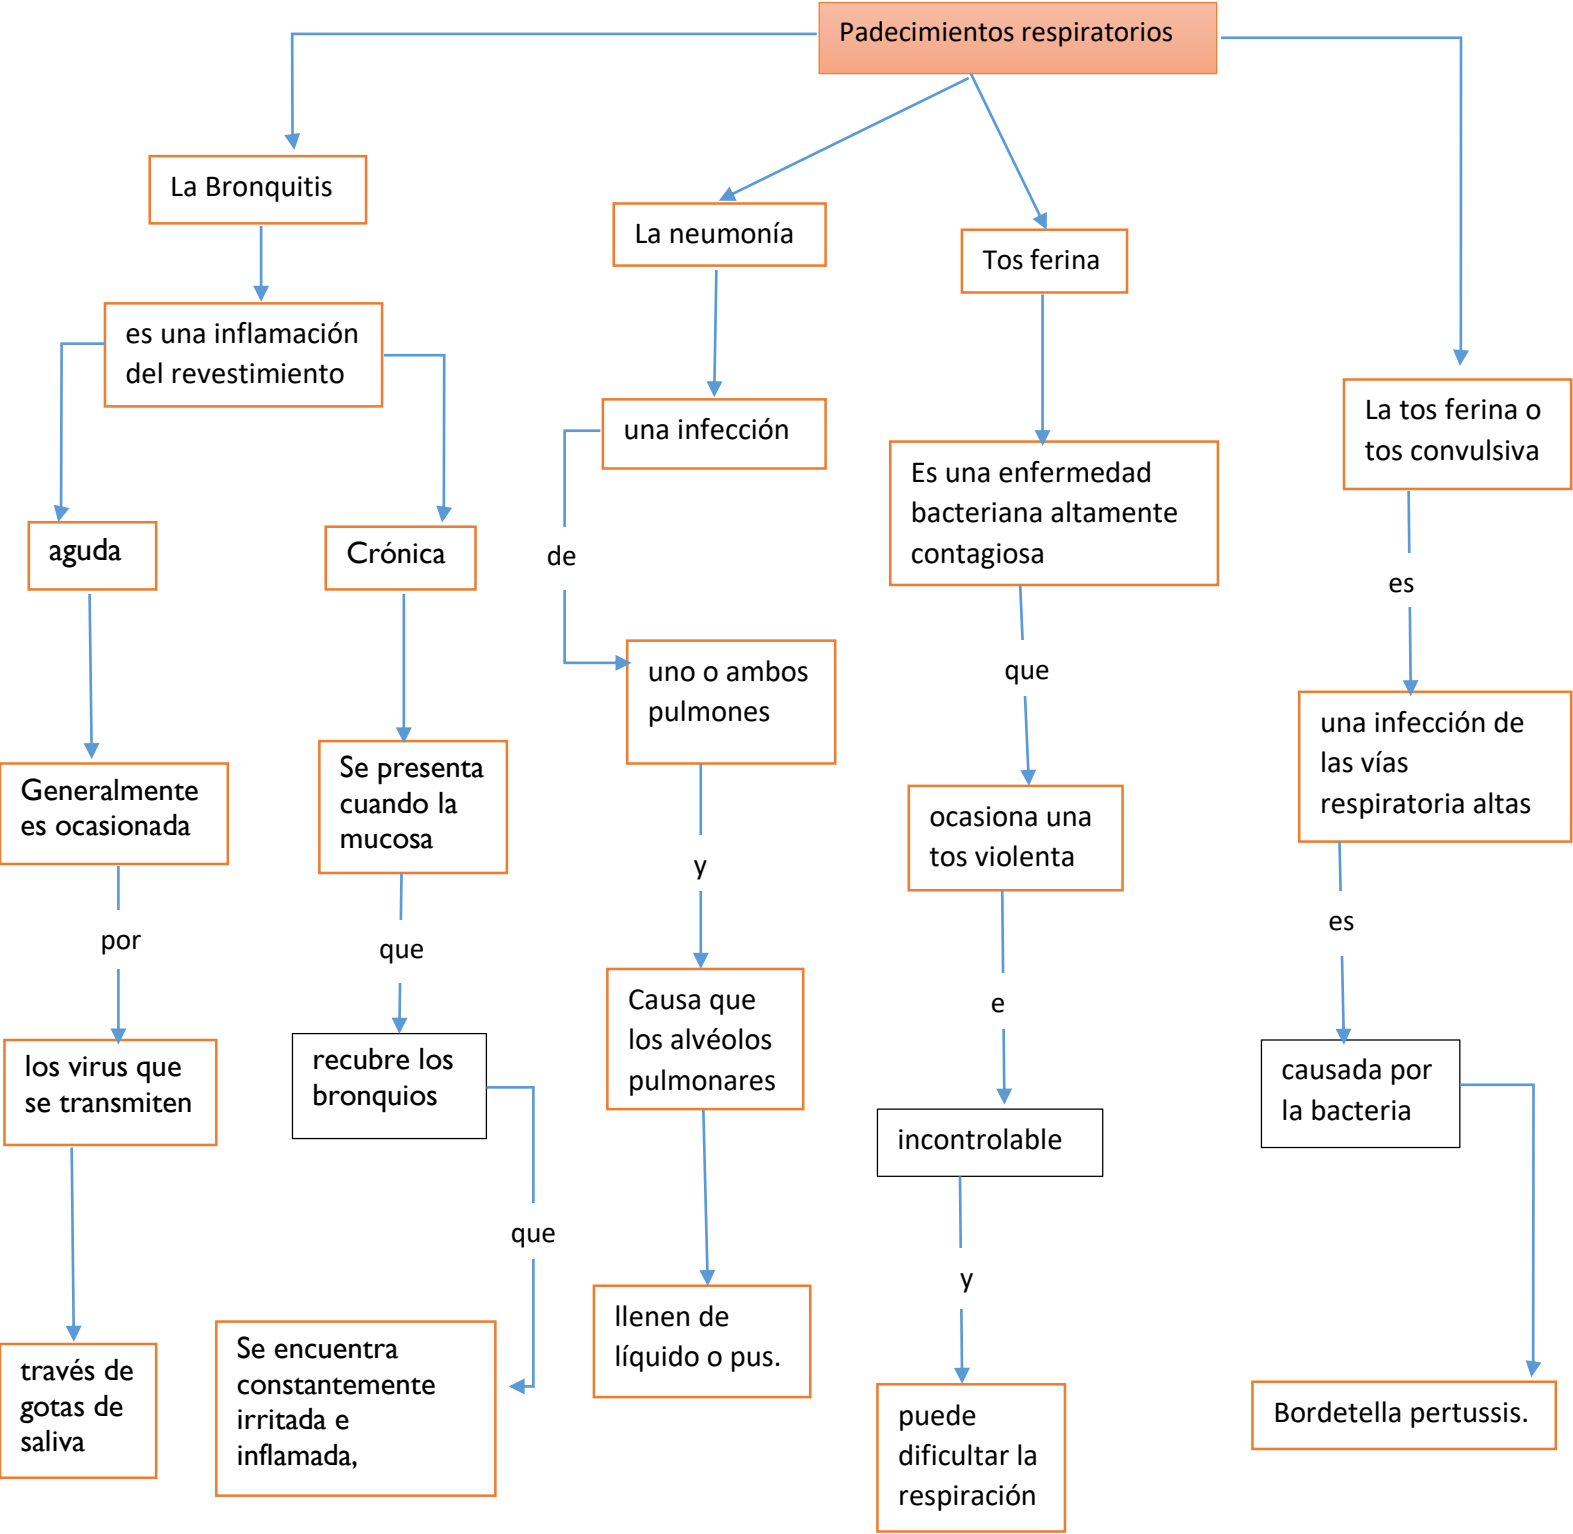 Padecimientos respiratorios
La Bronquitis
es una inflamación
del revestimiento
aguda
Generalmente
es ocasionada
por
los virus que
se transmiten
través de
gotas de
saliva
Crónica
Se presenta
cuando la
mucosa
que
recubre los
bronquios
que
Se encuentra
constantemente
irritada e
inflamada,
La neumonía
una infección
de
uno o ambos
pulmones
y
Causa que
los alvéolos
pulmonares
llenen de
líquido o pus.
Tos ferina
Es una enfermedad
bacteriana altamente
contagiosa
que
ocasiona una
tos violenta
e
incontrolable
y
puede
dificultar la
respiración
La tos ferina o
tos convulsiva
es
una infección de
las vías
respiratoria altas
es
causada por
la bacteria
Bordetella pertussis.